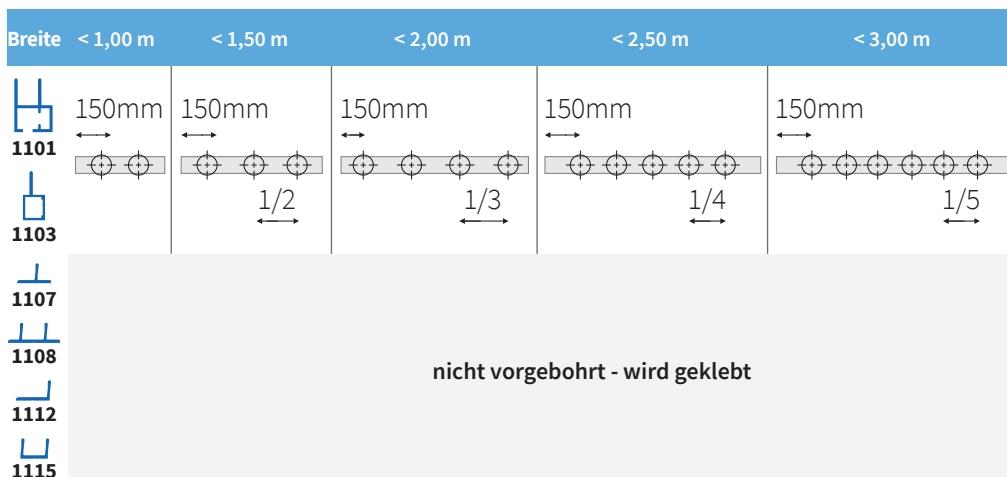 Breite < 1,00 m < 1,50 m < 2,00 m < 2,50 m < 3,00 m
150mm 150mm 150mm 150mm 150mm
1101
1/2 1/3 1/4 1/5
1103
1107
1108
nicht vorgebohrt - wird geklebt
1112
1115